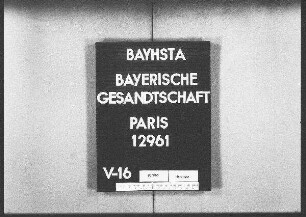 BAYHSTA
BAYERISCHE
GESANDTSCHAFT
PARIS
12961
V-16